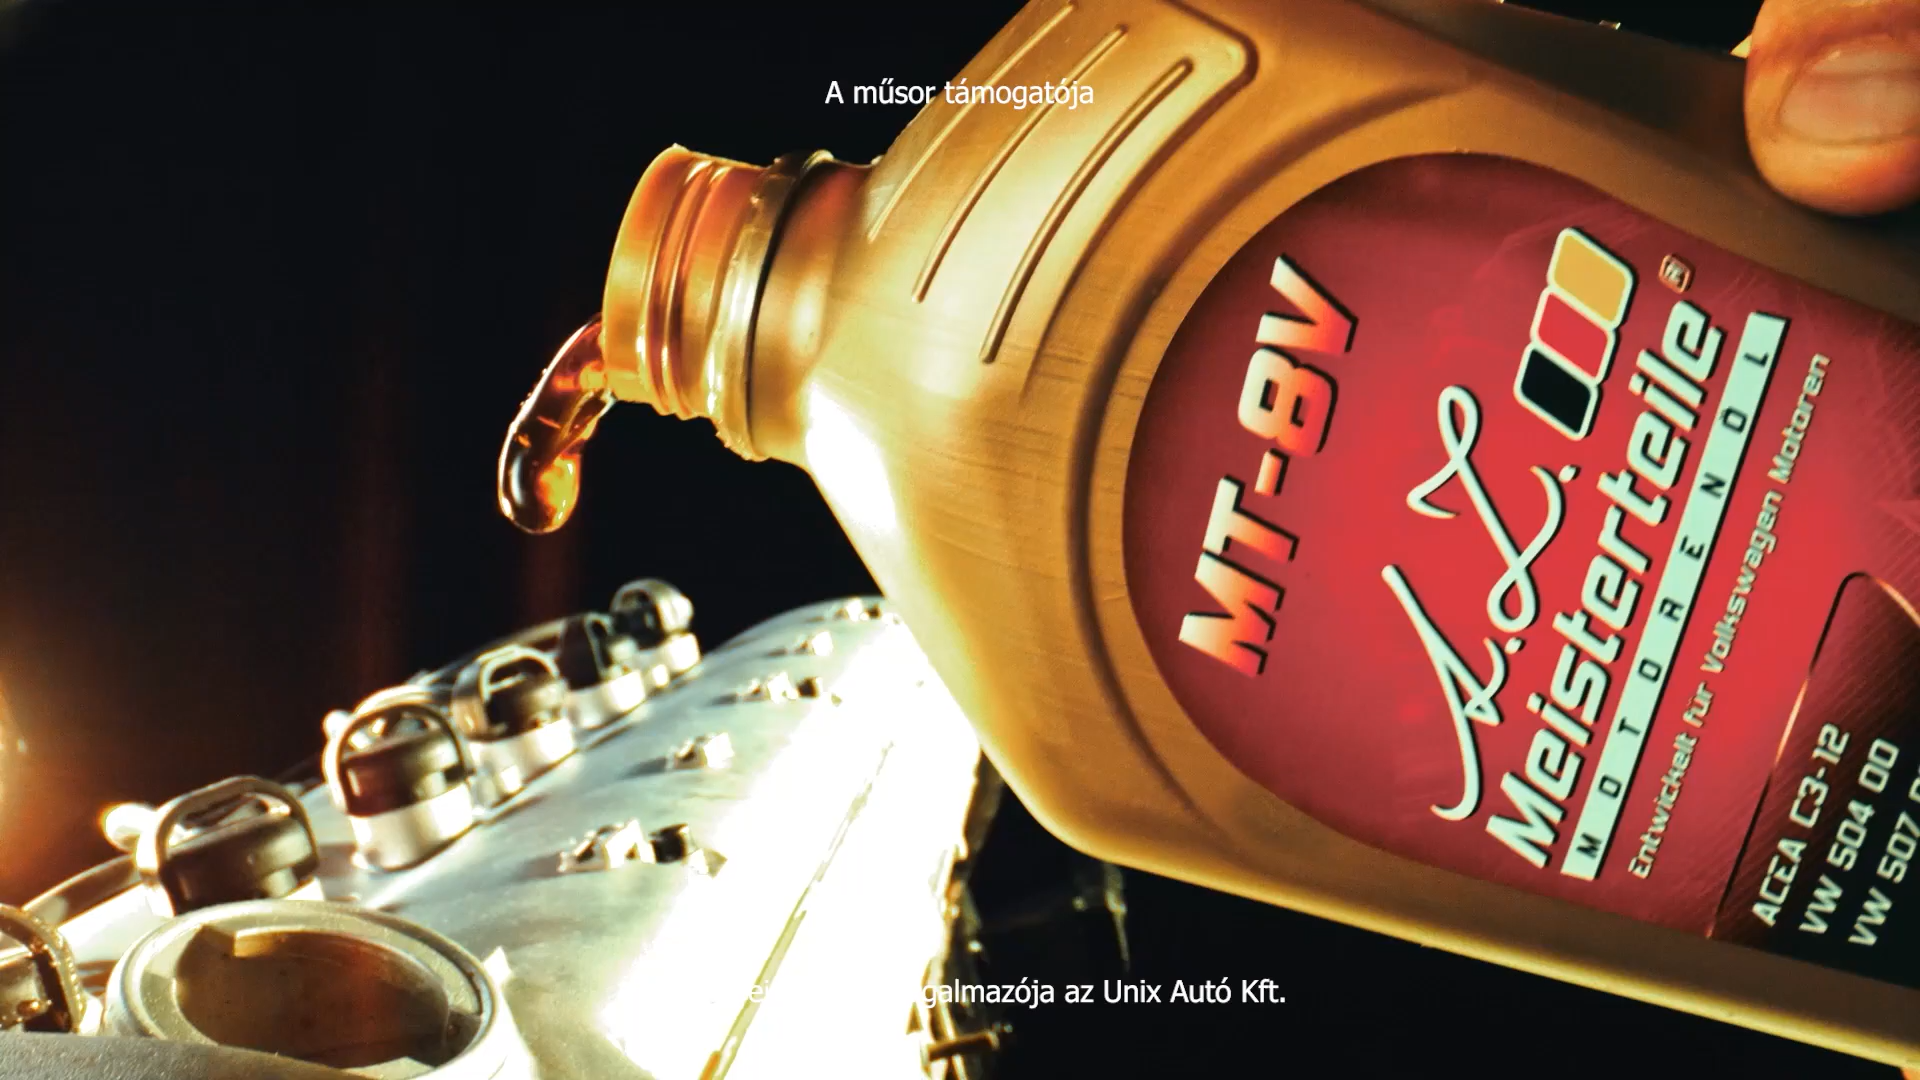 A műsor támogatója
MT-8V
S.Z.
Meisterteile®
MOTORENÖL
Entwickelt für Volkswagen Motoren
ACEA C3-12
VW 504 00
VW 507
galmazója az Unix Autó Kft.